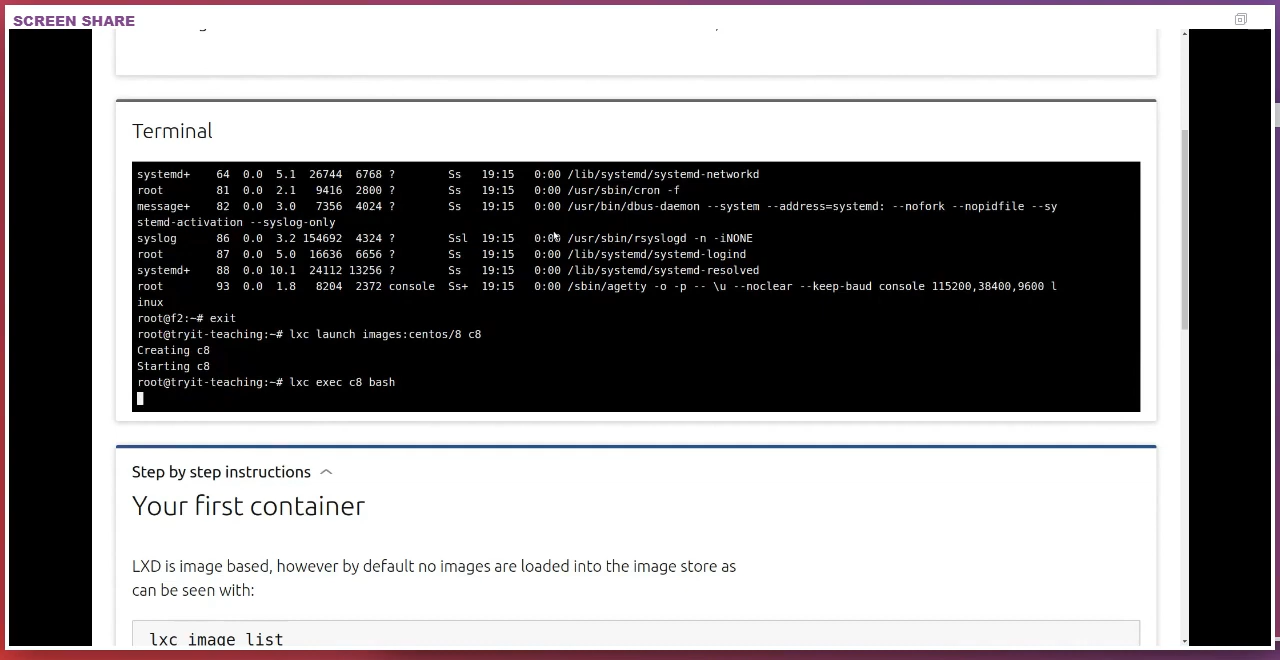 SCREEN SHARE
Terminal
systemd+    64  0.0  5.1  26744  6768 ?        Ss   19:15   0:00 /lib/systemd/systemd-networkd
root        81  0.0  2.1   9416  2800 ?        Ss   19:15   0:00 /usr/sbin/cron -f
message+    82  0.0  3.0   7356  4024 ?        Ss   19:15   0:00 /usr/bin/dbus-daemon --system --address=systemd: --nofork --nopidfile --sy
stemd-activation --syslog-only
syslog      86  0.0  3.2 154692  4324 ?        Ssl  19:15   0:00 /usr/sbin/rsyslogd -n -iNONE
root        87  0.0  5.0  16636  6656 ?        Ss   19:15   0:00 /lib/systemd/systemd-logind
systemd+    88  0.0 10.1  24112 13256 ?        Ss   19:15   0:00 /lib/systemd/systemd-resolved
root        93  0.0  1.8   8204  2372 console  Ss+  19:15   0:00 /sbin/agetty -o -p -- \u --noclear --keep-baud console 115200,38400,9600 l
inux
root@f2:~# exit
root@tryit-teaching:~# lxc launch images:centos/8 c8
Creating c8
Starting c8
root@tryit-teaching:~# lxc exec c8 bash
Step by step instructions
Your first container
LXD is image based, however by default no images are loaded into the image store as
can be seen with:
lxc image list